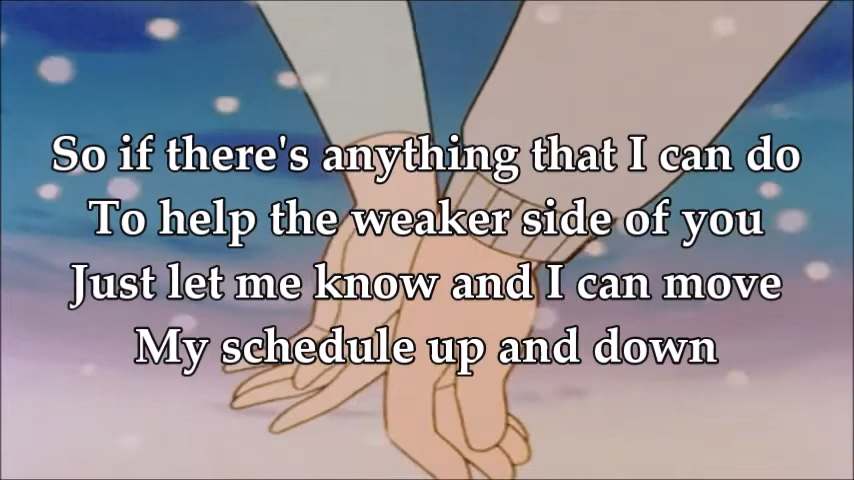 So if there's anything that I can do
To help the weaker side of you
Just let me know and I can move
My schedule up and down